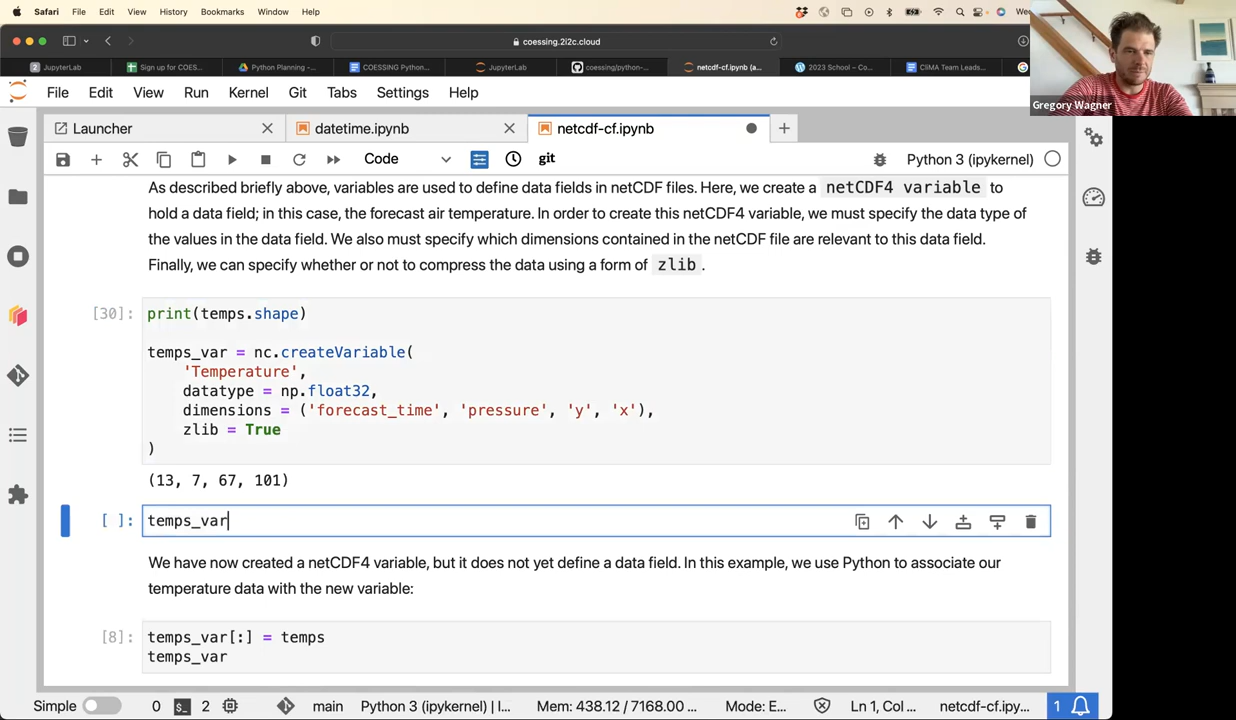 Safari File Edit View History Bookmarks Window Help
coessing.2i2c.cloud
JupyterLab Sign up for COES... Python Planning -... COESSING Python... JupyterLab coessing/python-... netcdf-cf.ipynb (a... 2023 School – Co... CliMA Team Leads...
Gregory Wagner
File Edit View Run Kernel Git Tabs Settings Help
Launcher datetime.ipynb netcdf-cf.ipynb
Code git Python 3 (ipykernel)
As described briefly above, variables are used to define data fields in netCDF files. Here, we create a netCDF4 variable to
hold a data field; in this case, the forecast air temperature. In order to create this netCDF4 variable, we must specify the data type of
the values in the data field. We also must specify which dimensions contained in the netCDF file are relevant to this data field.
Finally, we can specify whether or not to compress the data using a form of zlib.
[30]: print(temps.shape)
temps_var = nc.createVariable(
'Temperature',
datatype = np.float32,
dimensions = ('forecast_time', 'pressure', 'y', 'x'),
zlib = True
)
(13, 7, 67, 101)
[ ]: temps_var
We have now created a netCDF4 variable, but it does not yet define a data field. In this example, we use Python to associate our
temperature data with the new variable:
[8]: temps_var[:] = temps
temps_var
Simple 0 2 main Python 3 (ipykernel) | I... Mem: 438.12 / 7168.00 ... Mode: E... Ln 1, Col ... netcdf-cf.ipy... 1